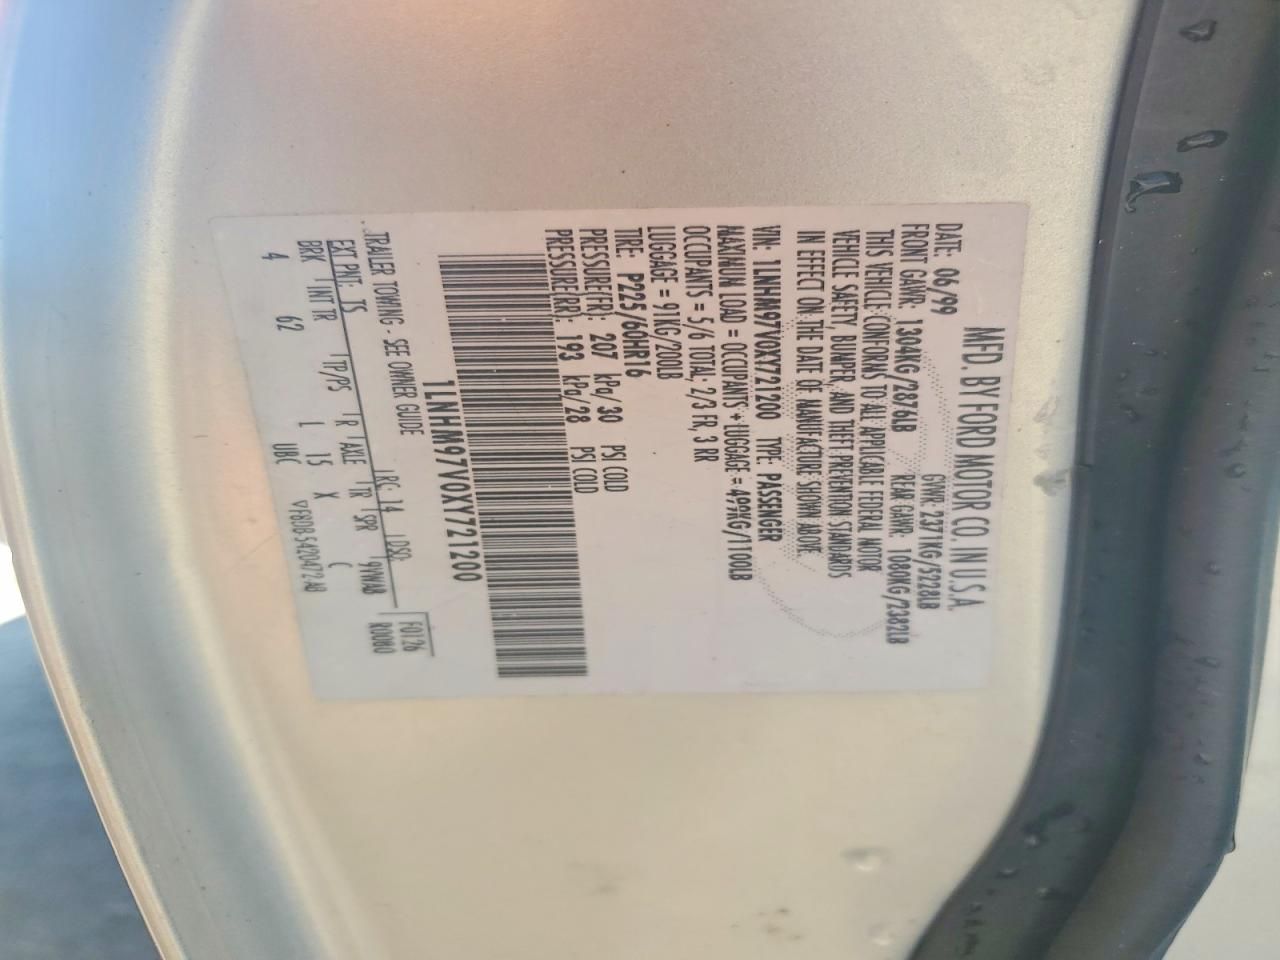 MFD. BY FORD MOTOR CO. IN U.S.A.
DATE: 06/99 GVWR: 2371KG/5228LB
FRONT GAWR: 1304KG/2876LB REAR GAWR: 1080KG/2382LB
THIS VEHICLE CONFORMS TO ALL APPLICABLE FEDERAL MOTOR
VEHICLE SAFETY, BUMPER, AND THEFT PREVENTION STANDARDS
IN EFFECT ON THE DATE OF MANUFACTURE SHOWN ABOVE.
VIN: 1LNHM97V0XY721200 TYPE: PASSENGER
MAXIMUM LOAD = OCCUPANTS + LUGGAGE = 499KG/1100LB
OCCUPANTS = 5/6 TOTAL; 2/3 FR, 3 RR
LUGGAGE = 91KG/200LB
TIRE: P225/60HR16
PRESSURE(FR): 207 kPa/ 30 PSI COLD
PRESSURE(RR): 193 kPa/ 28 PSI COLD
1LNHM97V0XY721200
F0126
TRAILER TOWING - SEE OWNER GUIDE RC: 14 DSO: R0080
EXT PNT: TS 9YWAB
BRK INT TR TP/PS R AXLE TR SPR
4 62 L 15 X C
UBC